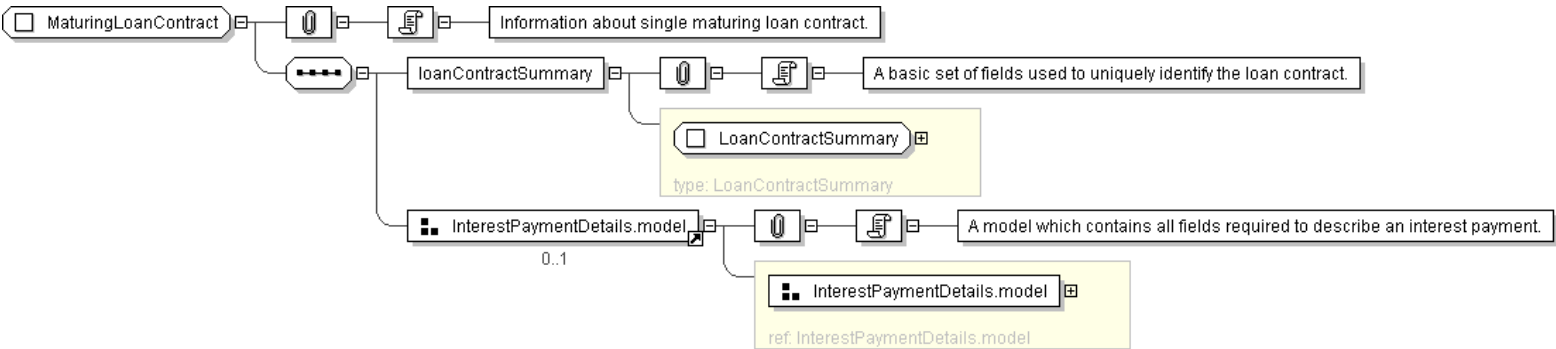 MaturingLoanContract
Information about single maturing loan contract.
loanContractSummary
A basic set of fields used to uniquely identify the loan contract.
LoanContractSummary
type: LoanContractSummary
InterestPaymentDetails.model
A model which contains all fields required to describe an interest payment.
0..1
InterestPaymentDetails.model
ref: InterestPaymentDetails.model